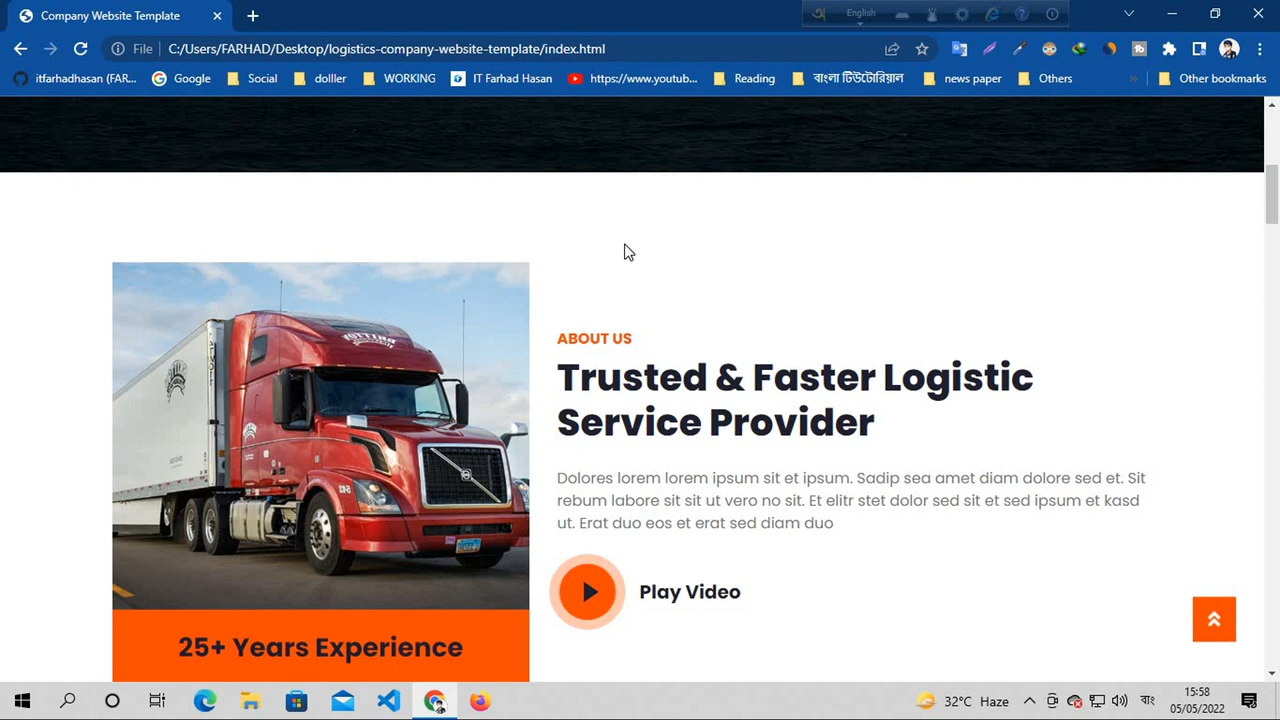 Company Website Template
English
File
C:/Users/FARHAD/Desktop/logistics-company-website-template/index.html
itfarhadhasan (FAR...
Google
Social
dolller
WORKING
IT Farhad Hasan
https://www.youtub...
Reading
বাংলা টিউটোরিয়াল
news paper
Others
Other bookmarks
ABOUT US
Trusted & Faster Logistic
Service Provider
Dolores lorem lorem ipsum sit et ipsum. Sadip sea amet diam dolore sed et. Sit
rebum labore sit sit ut vero no sit. Et elitr stet dolor sed sit et sed ipsum et kasd
ut. Erat duo eos et erat sed diam duo
Play Video
25+ Years Experience
32°C Haze
বাং
15:58
05/05/2022